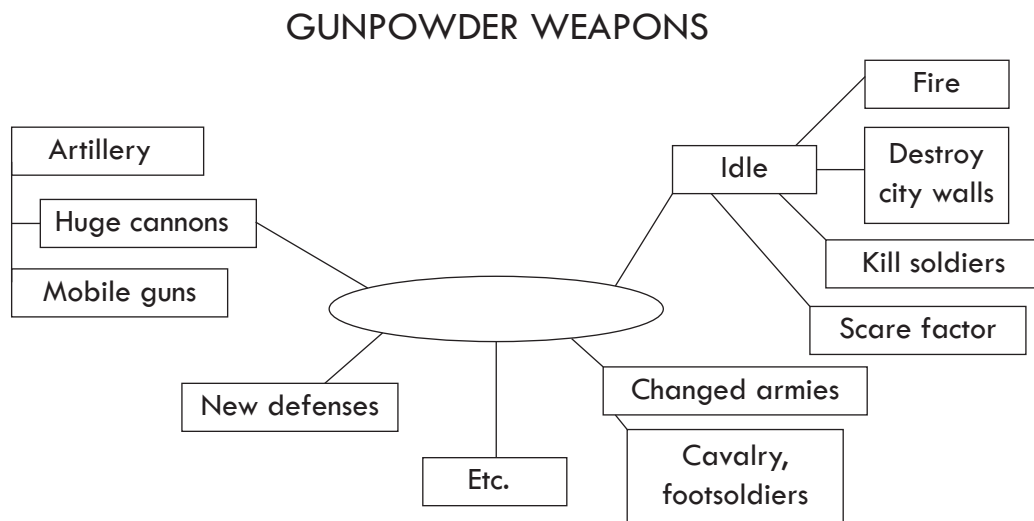 GUNPOWDER WEAPONS
Artillery
Huge cannons
Mobile guns
Idle
Fire
Destroy
city walls
Kill soldiers
Scare factor
New defenses
Etc.
Changed armies
Cavalry,
footsoldiers